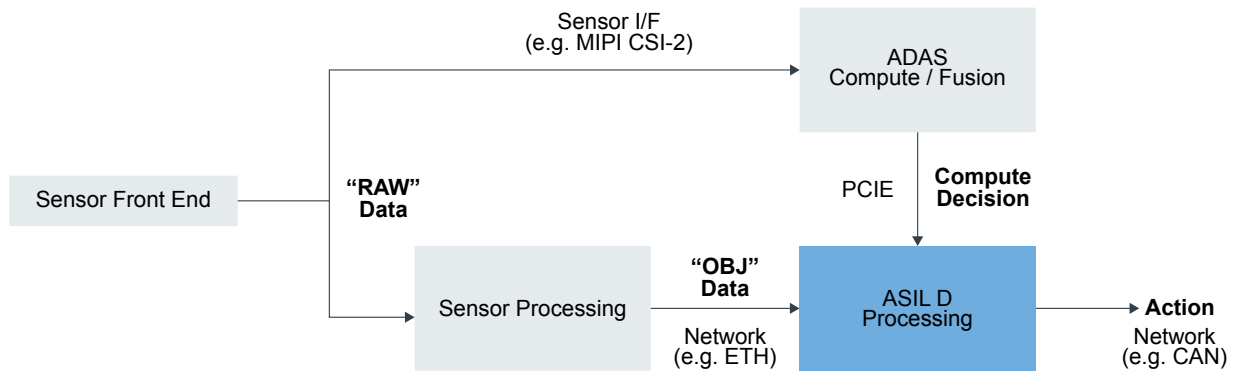 Sensor I/F
(e.g. MIPI CSI-2)
ADAS
Compute / Fusion
Sensor Front End
“RAW”
Data
PCIE
Compute
Decision
Sensor Processing
“OBJ”
Data
Network
(e.g. ETH)
ASIL D
Processing
Action
Network
(e.g. CAN)